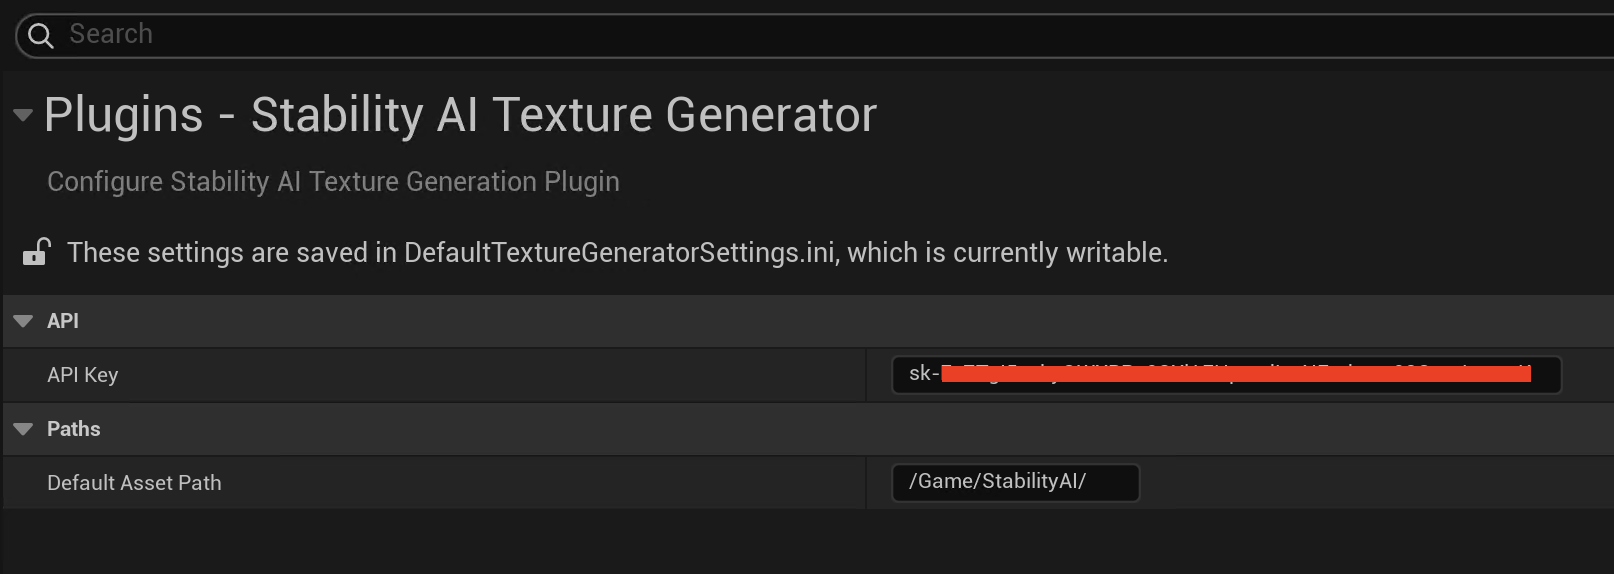 Search
Plugins - Stability AI Texture Generator
Configure Stability AI Texture Generation Plugin
These settings are saved in DefaultTextureGeneratorSettings.ini, which is currently writable.
API
API Key
sk-
Paths
Default Asset Path
/Game/StabilityAI/